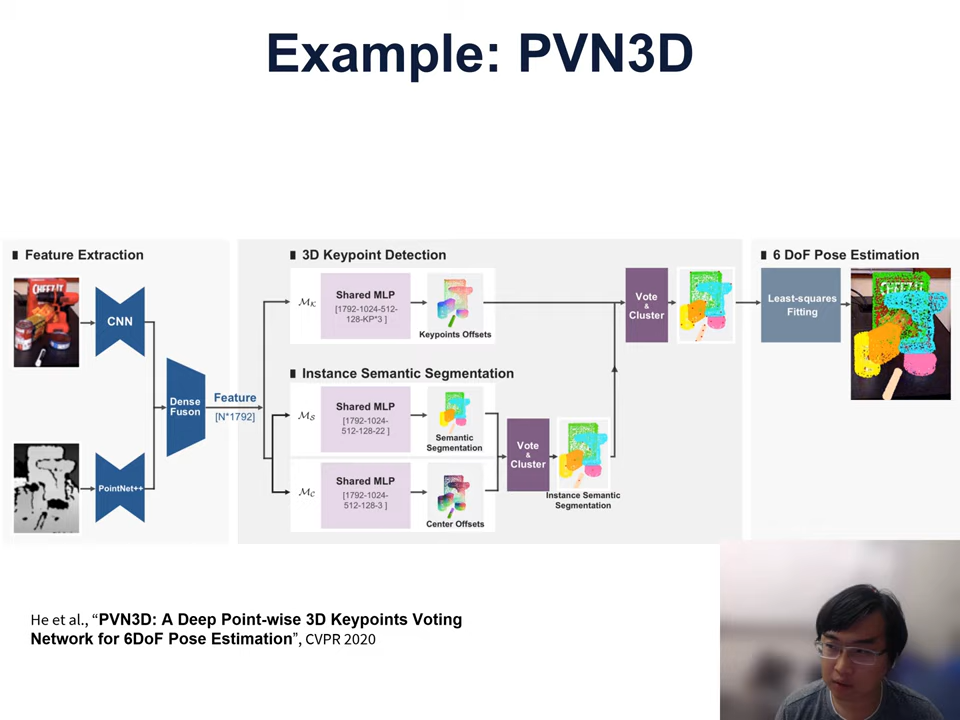 Example: PVN3D
Feature Extraction
CNN
PointNet++
Dense
Fuson
Feature
[N*1792]
3D Keypoint Detection
M_K
Shared MLP
[1792-1024-512-
128-KP*3 ]
Keypoints Offsets
Instance Semantic Segmentation
M_S
Shared MLP
[1792-1024-
512-128-22 ]
Semantic
Segmentation
M_C
Shared MLP
[1792-1024-
512-128-3 ]
Center Offsets
Vote
&
Cluster
Instance Semantic
Segmentation
Vote
&
Cluster
6 DoF Pose Estimation
Least-squares
Fitting
He et al., “PVN3D: A Deep Point-wise 3D Keypoints Voting
Network for 6DoF Pose Estimation”, CVPR 2020